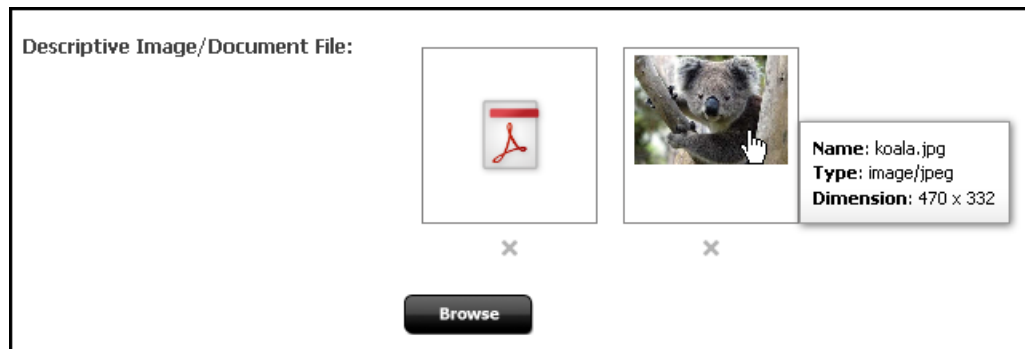 Descriptive Image/Document File:
Name: koala.jpg
Type: image/jpeg
Dimension: 470 x 332
Browse